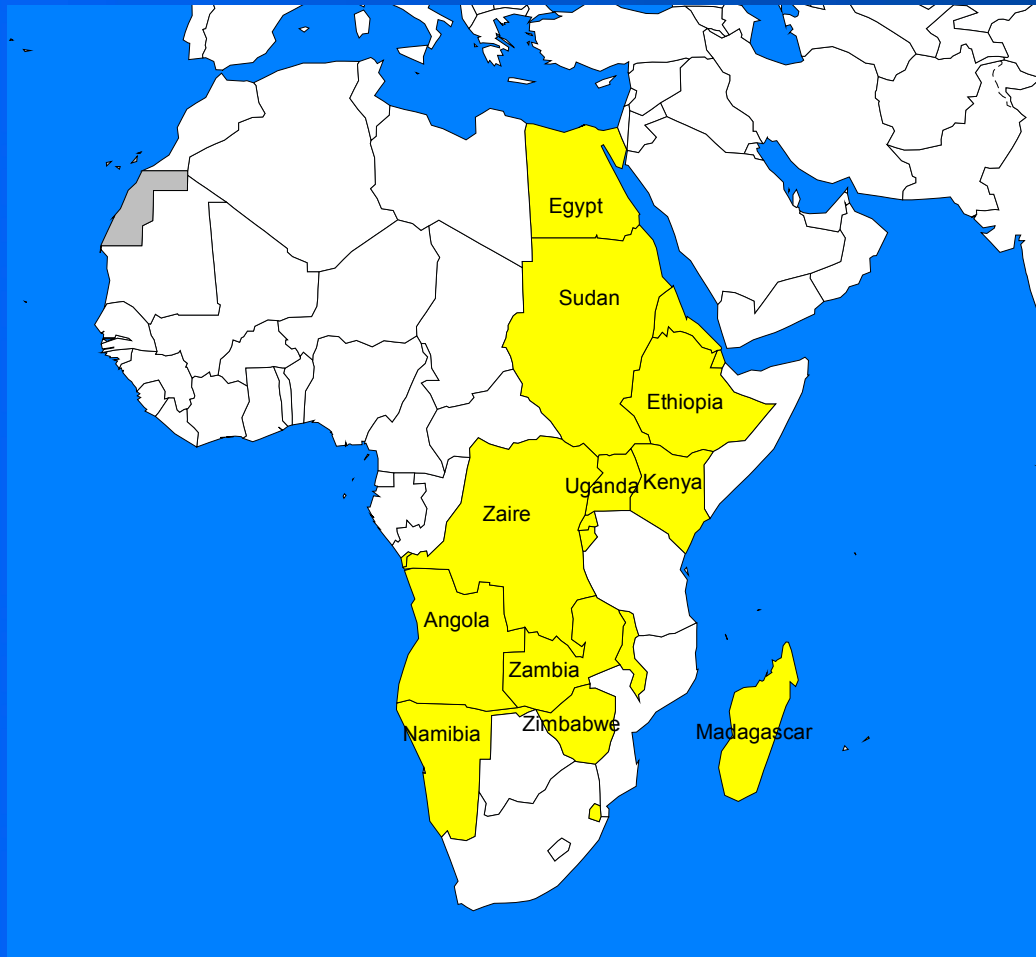 Egypt
Sudan
Ethiopia
Uganda
Kenya
Zaire
Angola
Zambia
Zimbabwe
Namibia
Madagascar